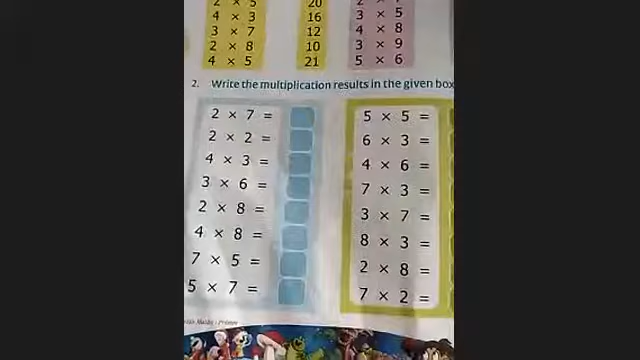 2 × 5 20
4 × 3 16 3 × 5
3 × 7 12 4 × 8
2 × 8 10 3 × 9
4 × 5 21 5 × 6
2. Write the multiplication results in the given box
2 × 7 = 5 × 5 =
2 × 2 = 6 × 3 =
4 × 3 = 4 × 6 =
3 × 6 = 7 × 3 =
2 × 8 = 3 × 7 =
4 × 8 = 8 × 3 =
7 × 5 = 2 × 8 =
5 × 7 = 7 × 2 =